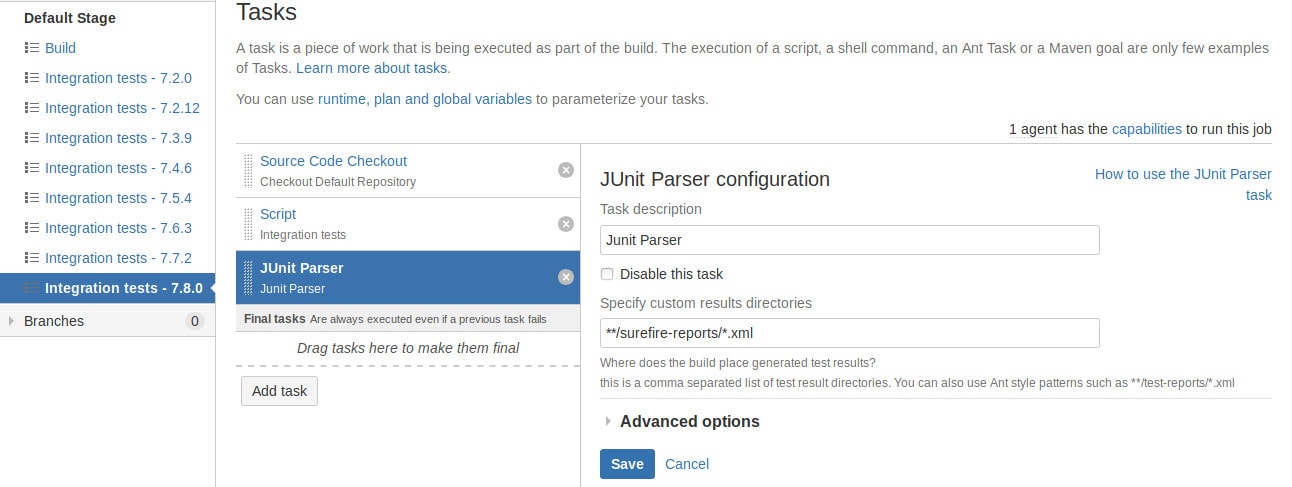 Default Stage
Build
Integration tests - 7.2.0
Integration tests - 7.2.12
Integration tests - 7.3.9
Integration tests - 7.4.6
Integration tests - 7.5.4
Integration tests - 7.6.3
Integration tests - 7.7.2
Integration tests - 7.8.0
Branches 0
Tasks
A task is a piece of work that is being executed as part of the build. The execution of a script, a shell command, an Ant Task or a Maven goal are only few examples
of Tasks. Learn more about tasks.
You can use runtime, plan and global variables to parameterize your tasks.
1 agent has the capabilities to run this job
Source Code Checkout
Checkout Default Repository
Script
Integration tests
JUnit Parser
Junit Parser
Final tasks Are always executed even if a previous task fails
Drag tasks here to make them final
Add task
JUnit Parser configuration
How to use the JUnit Parser
task
Task description
Junit Parser
Disable this task
Specify custom results directories
**/surefire-reports/*.xml
Where does the build place generated test results?
this is a comma separated list of test result directories. You can also use Ant style patterns such as **/test-reports/*.xml
Advanced options
Save Cancel